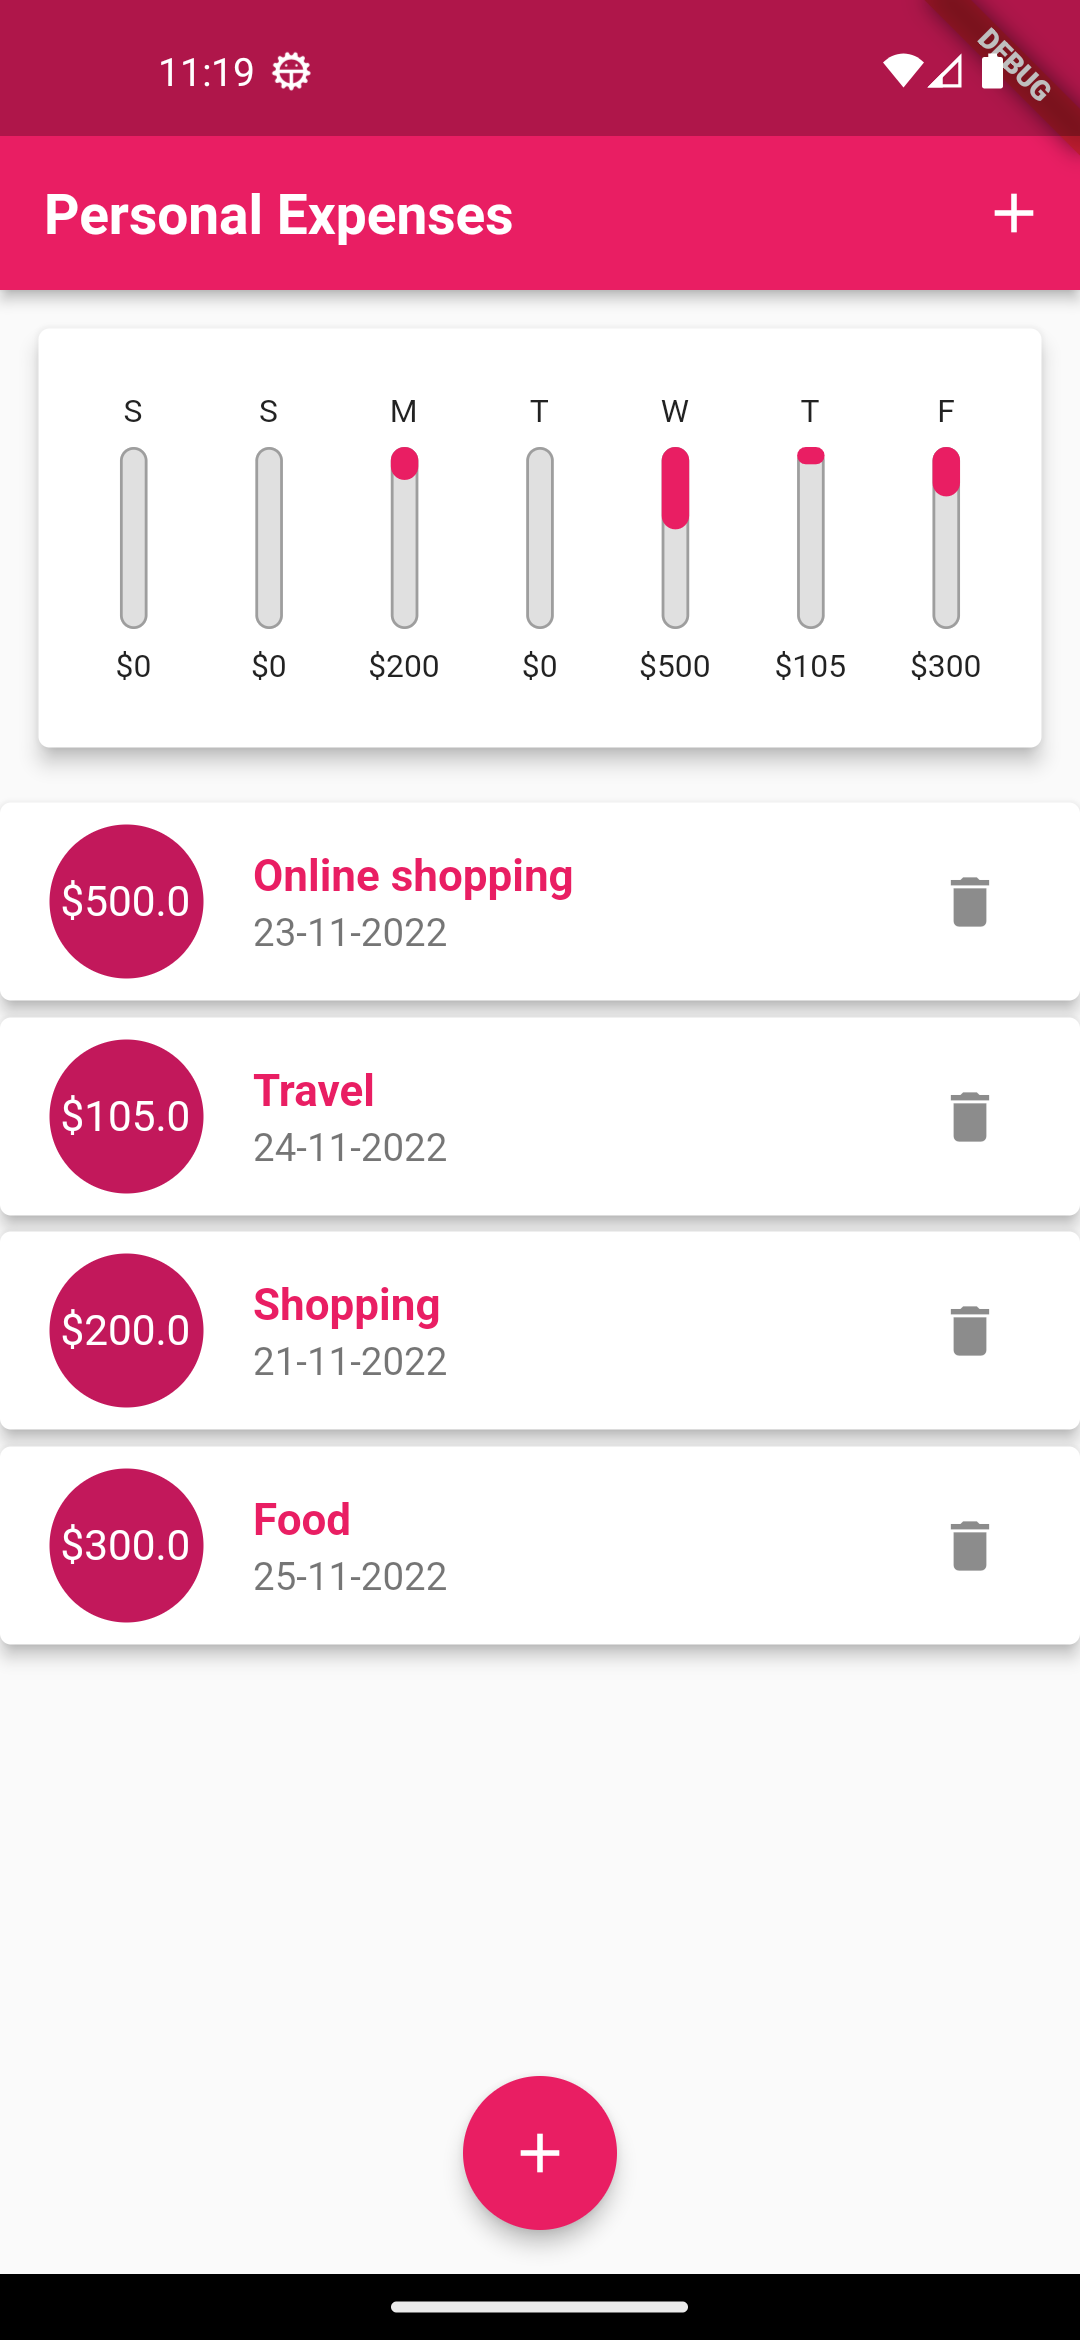 11:19
DEBUG
Personal Expenses
S S M T W T F
$0 $0 $200 $0 $500 $105 $300
$500.0
Online shopping
23-11-2022
$105.0
Travel
24-11-2022
$200.0
Shopping
21-11-2022
$300.0
Food
25-11-2022